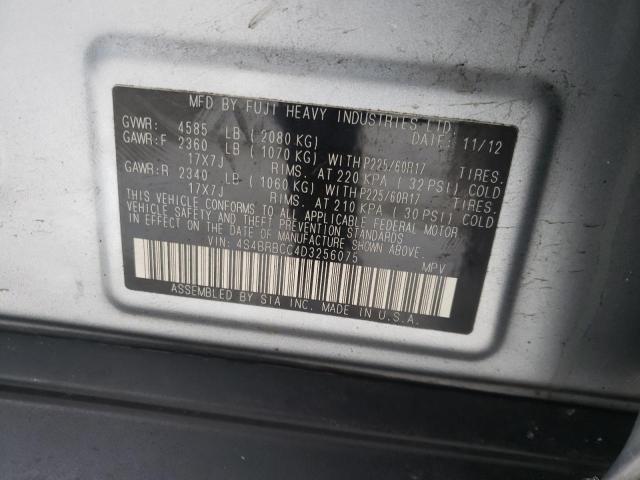 MFD BY FUJI HEAVY INDUSTRIES LTD.
DATE: 11/12
GVWR: 4585 LB (2080 KG)
GAWR:F 2360 LB (1070 KG) WITH P225/60R17 TIRES.
17X7J RIMS. AT 220 KPA (32 PSI) COLD
GAWR:R 2340 LB (1060 KG) WITH P225/60R17 TIRES.
17X7J RIMS. AT 210 KPA (30 PSI) COLD
THIS VEHICLE CONFORMS TO ALL APPLICABLE FEDERAL MOTOR
VEHICLE SAFETY AND THEFT PREVENTION STANDARDS
IN EFFECT ON THE DATE OF MANUFACTURE SHOWN ABOVE.
VIN: 4S4BRBCC4D3256075 MPV
ASSEMBLED BY SIA INC. MADE IN U.S.A.